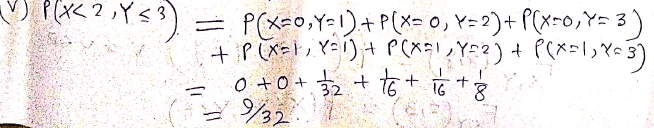 (V) P(X<2, Y≤3) = P(X=0, Y=1) + P(X=0, Y=2) + P(X=0, Y=3)
+ P(X=1, Y=1) + P(X=1, Y=2) + P(X=1, Y=3)
= 0 + 0 + 1/32 + 1/16 + 1/16 + 1/8
= 9/32